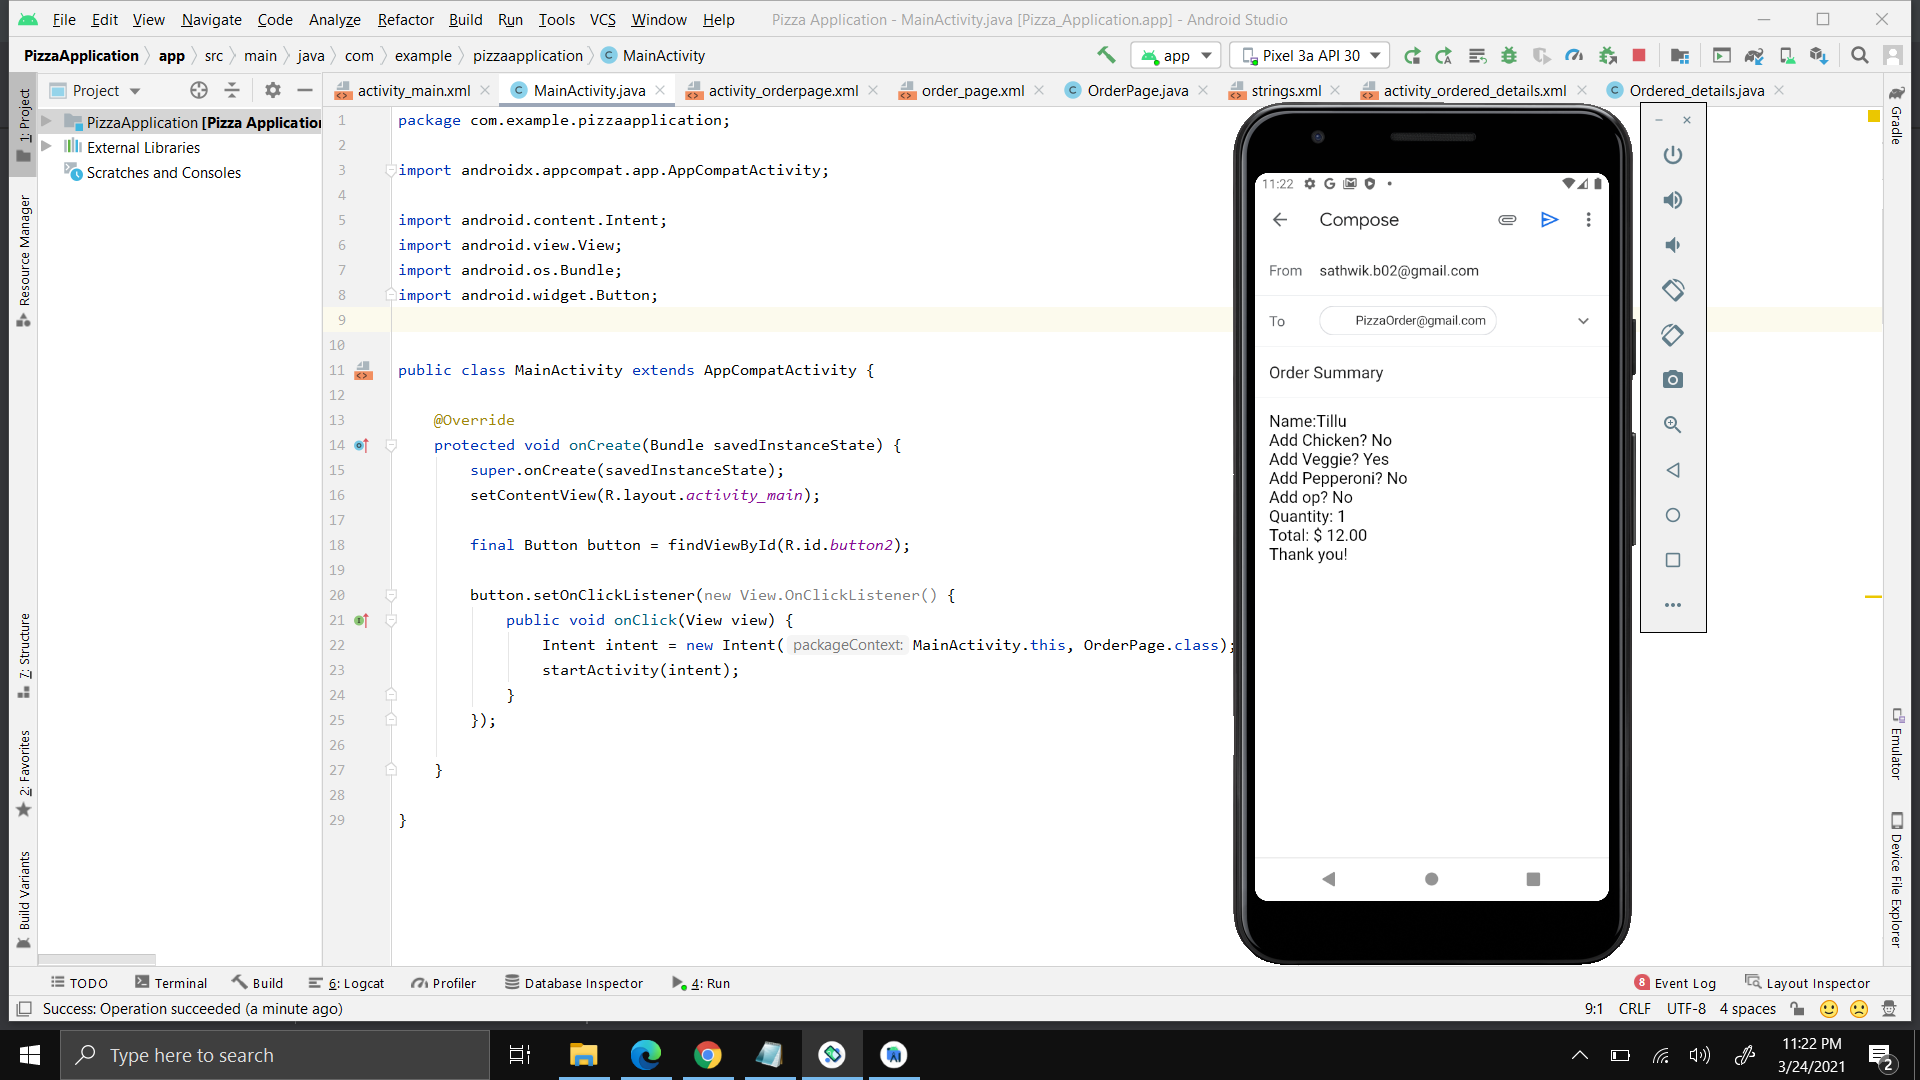 File Edit View Navigate Code Analyze Refactor Build Run Tools VCS Window Help Pizza Application - MainActivity.java [Pizza_Application.app] - Android Studio
PizzaApplication app src main java com example pizzaapplication MainActivity app Pixel 3a API 30
Project activity_main.xml MainActivity.java activity_orderpage.xml order_page.xml OrderPage.java strings.xml activity_ordered_details.xml Ordered_details.java
PizzaApplication [Pizza Application
External Libraries
Scratches and Consoles
1: Project
Resource Manager
7: Structure
2: Favorites
Build Variants
1 package com.example.pizzaapplication;
2
3 import androidx.appcompat.app.AppCompatActivity;
4
5 import android.content.Intent;
6 import android.view.View;
7 import android.os.Bundle;
8 import android.widget.Button;
9
10
11 public class MainActivity extends AppCompatActivity {
12
13 @Override
14 protected void onCreate(Bundle savedInstanceState) {
15 super.onCreate(savedInstanceState);
16 setContentView(R.layout.activity_main);
17
18 final Button button = findViewById(R.id.button2);
19
20 button.setOnClickListener(new View.OnClickListener() {
21 public void onClick(View view) {
22 Intent intent = new Intent( packageContext: MainActivity.this, OrderPage.class);
23 startActivity(intent);
24 }
25 });
26
27 }
28
29 }
11:22
Compose
From sathwik.b02@gmail.com
To PizzaOrder@gmail.com
Order Summary
Name:Tillu
Add Chicken? No
Add Veggie? Yes
Add Pepperoni? No
Add op? No
Quantity: 1
Total: $ 12.00
Thank you!
Gradle
Emulator
Device File Explorer
TODO Terminal Build 6: Logcat Profiler Database Inspector 4: Run 8 Event Log Layout Inspector
Success: Operation succeeded (a minute ago) 9:1 CRLF UTF-8 4 spaces
Type here to search
11:22 PM
3/24/2021
2